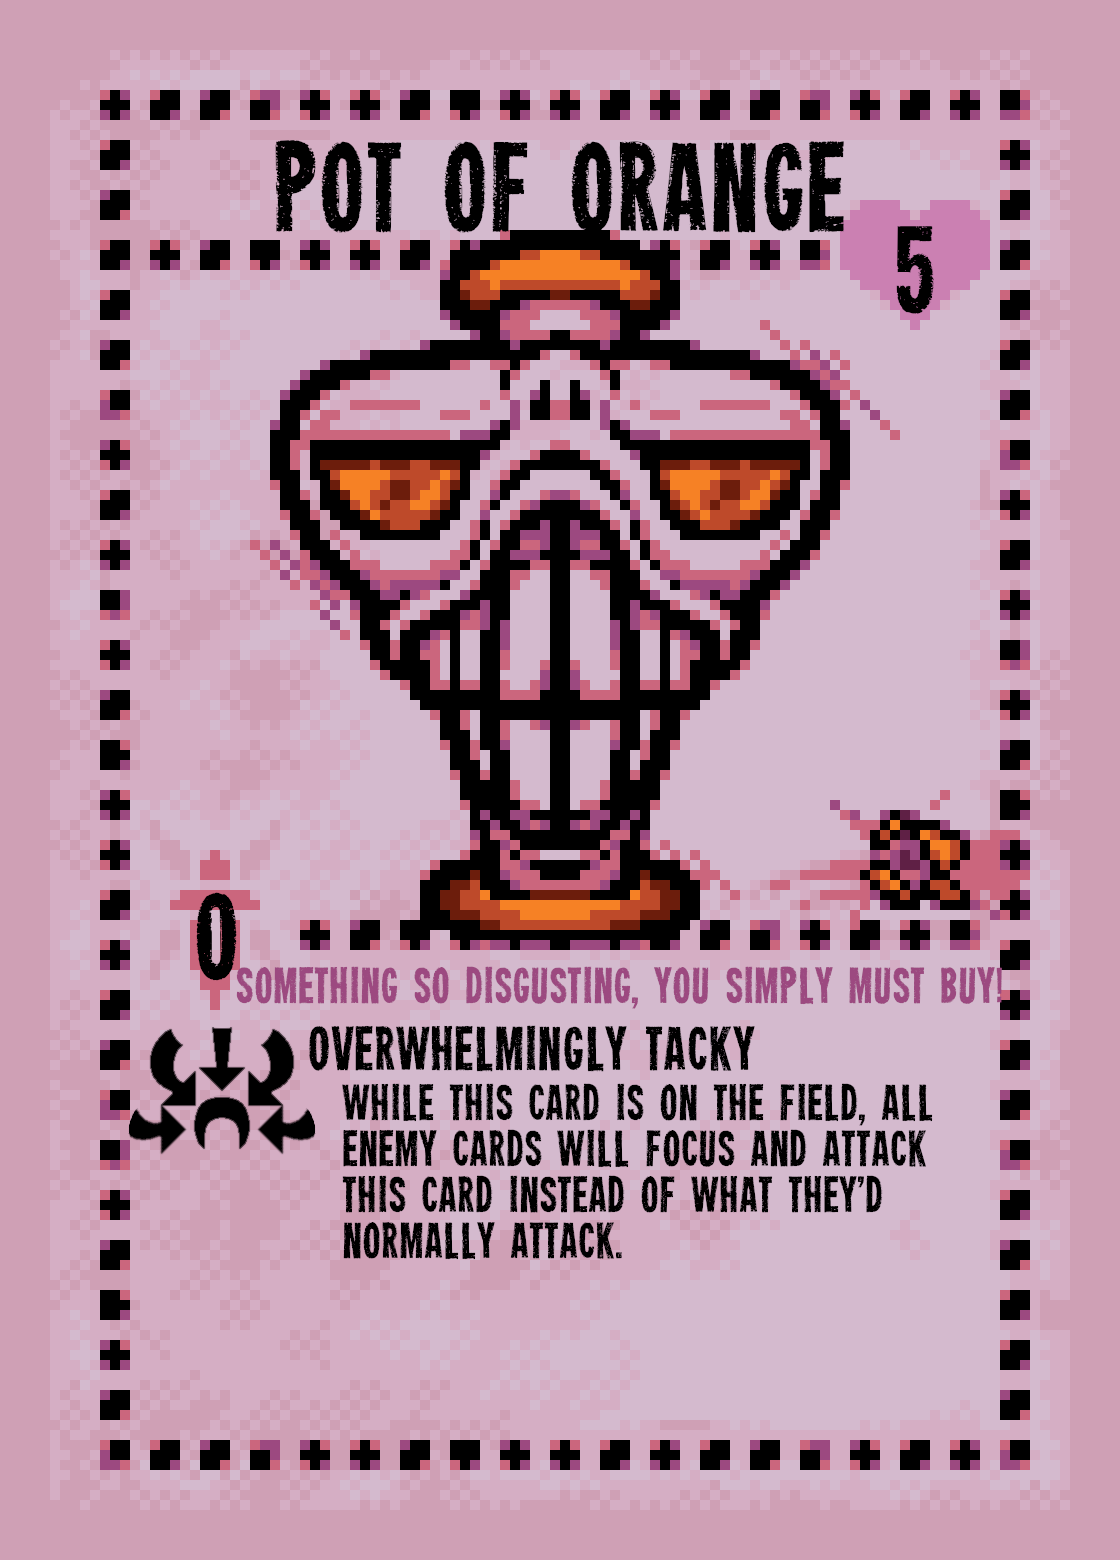 POT OF ORANGE
5
0
SOMETHING SO DISGUSTING, YOU SIMPLY MUST BUY!
OVERWHELMINGLY TACKY
WHILE THIS CARD IS ON THE FIELD, ALL
ENEMY CARDS WILL FOCUS AND ATTACK
THIS CARD INSTEAD OF WHAT THEY'D
NORMALLY ATTACK.